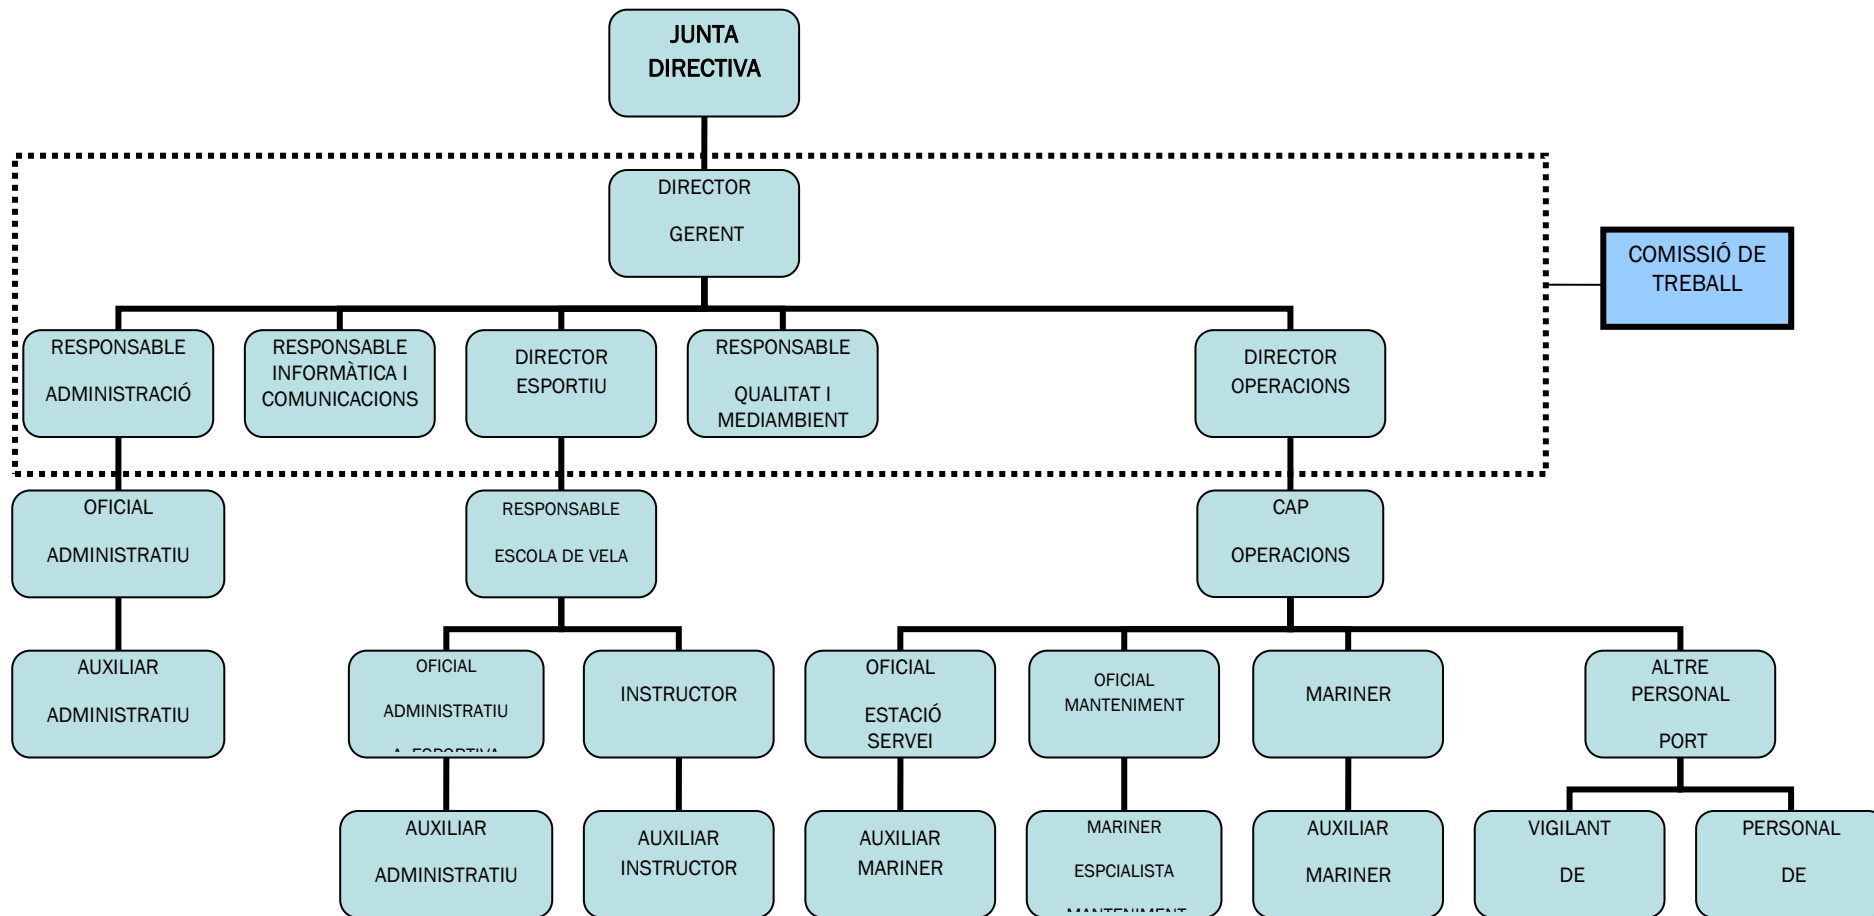 JUNTA
DIRECTIVA
DIRECTOR
GERENT
COMISSIÓ DE
TREBALL
RESPONSABLE
ADMINISTRACIÓ
RESPONSABLE
INFORMÀTICA I
COMUNICACIONS
DIRECTOR
ESPORTIU
RESPONSABLE
QUALITAT I
MEDIAMBIENT
DIRECTOR
OPERACIONS
OFICIAL
ADMINISTRATIU
RESPONSABLE
ESCOLA DE VELA
CAP
OPERACIONS
AUXILIAR
ADMINISTRATIU
OFICIAL
ADMINISTRATIU
A. ESPORTIVA
INSTRUCTOR
OFICIAL
ESTACIÓ
SERVEI
OFICIAL
MANTENIMENT
MARINER
ALTRE
PERSONAL
PORT
AUXILIAR
ADMINISTRATIU
AUXILIAR
INSTRUCTOR
AUXILIAR
MARINER
MARINER
ESPCIALISTA
MANTENIMENT
AUXILIAR
MARINER
VIGILANT
DE
PERSONAL
DE